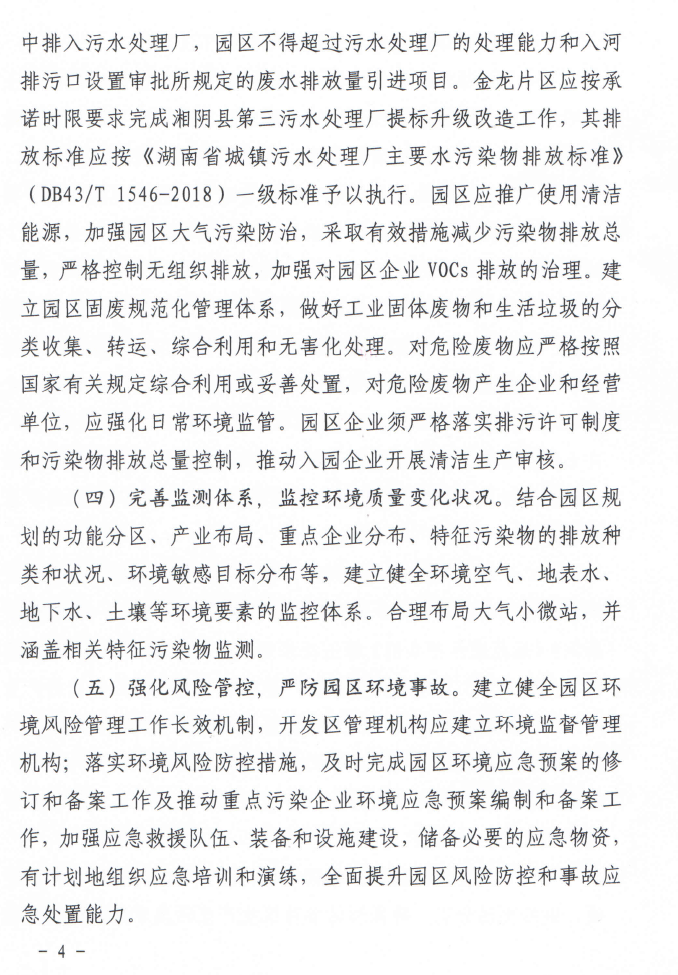 中排入污水处理厂，园区不得超过污水处理厂的处理能力和入河
排污口设置审批所规定的废水排放量引进项目。金龙片区应按承
诺时限要求完成湘阴县第三污水处理厂提标升级改造工作，其排
放标准应按《湖南省城镇污水处理厂主要水污染物排放标准》
（DB43/T 1546-2018）一级标准予以执行。园区应推广使用清洁
能源，加强园区大气污染防治，采取有效措施减少污染物排放总
量，严格控制无组织排放，加强对园区企业 VOCs 排放的治理。建
立园区固废规范化管理体系，做好工业固体废物和生活垃圾的分
类收集、转运、综合利用和无害化处理。对危险废物应严格按照
国家有关规定综合利用或妥善处置，对危险废物产生企业和经营
单位，应强化日常环境监管。园区企业须严格落实排污许可制度
和污染物排放总量控制，推动入园企业开展清洁生产审核。
（四）完善监测体系，监控环境质量变化状况。结合园区规
划的功能分区、产业布局、重点企业分布、特征污染物的排放种
类和状况、环境敏感目标分布等，建立健全环境空气、地表水、
地下水、土壤等环境要素的监控体系。合理布局大气小微站，并
涵盖相关特征污染物监测。
（五）强化风险管控，严防园区环境事故。建立健全园区环
境风险管理工作长效机制，开发区管理机构应建立环境监督管理
机构；落实环境风险防控措施，及时完成园区环境应急预案的修
订和备案工作及推动重点污染企业环境应急预案编制和备案工
作，加强应急救援队伍、装备和设施建设，储备必要的应急物资，
有计划地组织应急培训和演练，全面提升园区风险防控和事故应
急处置能力。
- 4 -